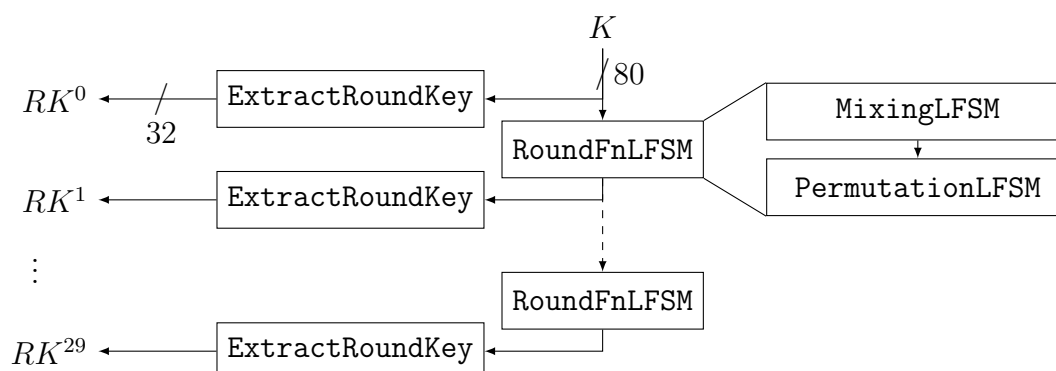 K
80
RK^0
32
ExtractRoundKey
RoundFnLFSM
MixingLFSM
PermutationLFSM
RK^1
ExtractRoundKey
⋮
RoundFnLFSM
RK^29
ExtractRoundKey